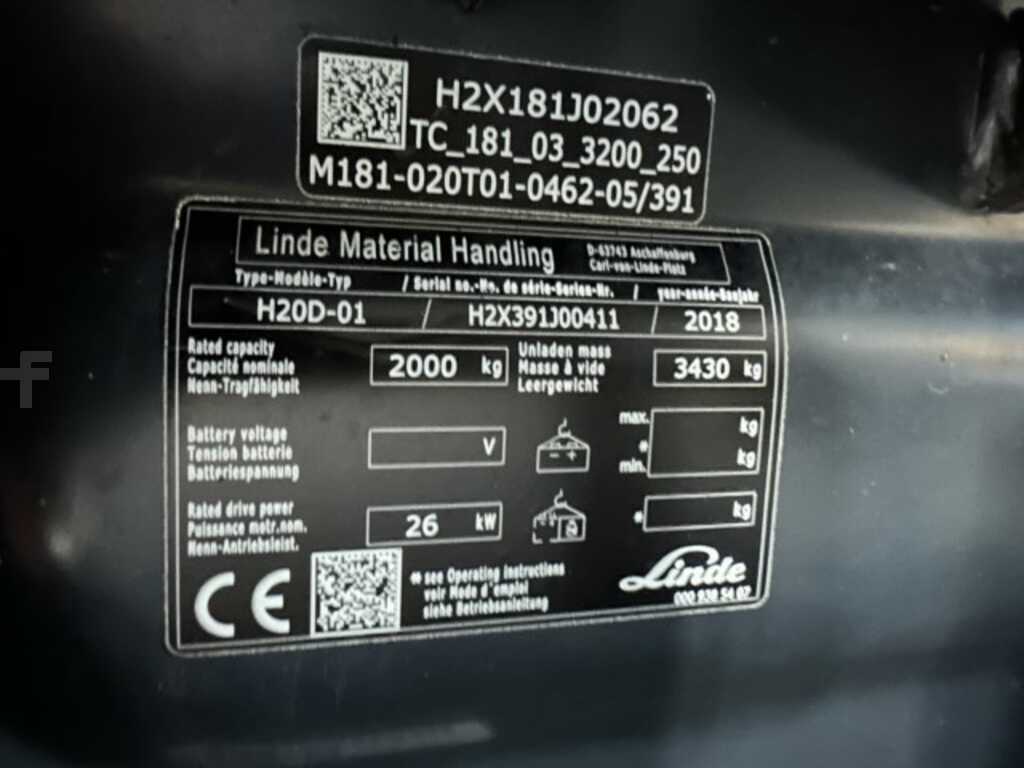 H2X181J02062
TC_181_03_3200_250
M181-020T01-0462-05/391
Linde Material Handling
D-63743 Aschaffenburg
Carl-von-Linde-Platz
Type-Modèle-Typ / Serial no.-No. de série-Serien-Nr. / year-année-Baujahr
H20D-01 / H2X391J00411 / 2018
Rated capacity
Capacité nominale
Nenn-Tragfähigkeit
2000 kg
Unladen mass
Masse à vide
Leergewicht
3430 kg
Battery voltage
Tension batterie
Batteriespannung
V
max. kg
*
min. kg
Rated drive power
Puissance motr.nom.
Nenn-Antriebsleist.
26 kW
* kg
CE
* see Operating Instructions
voir Mode d'emploi
siehe Betriebsanleitung
Linde
000 938 54 07
f